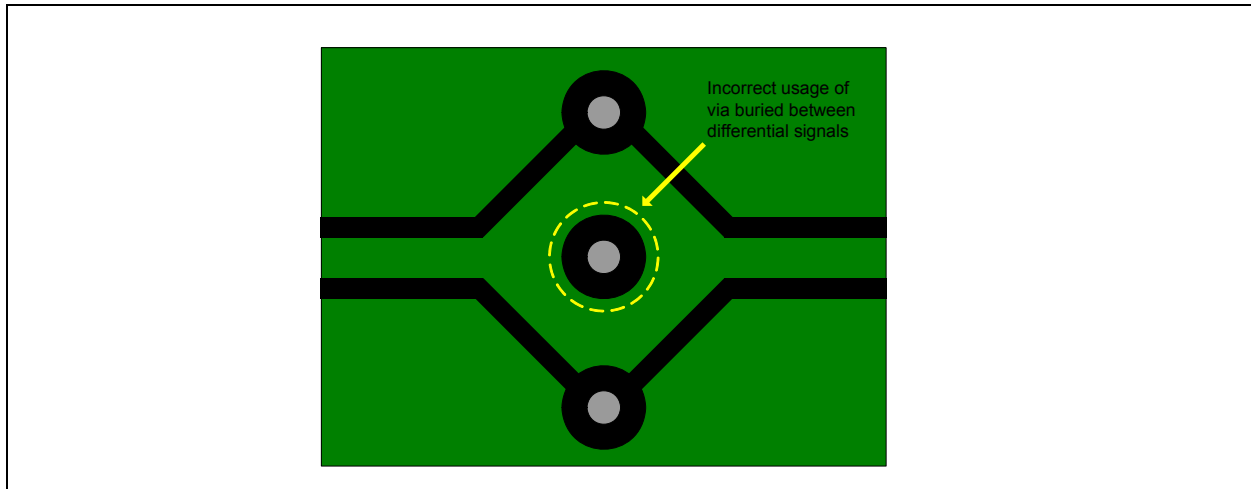 Incorrect usage of
via buried between
differential signals